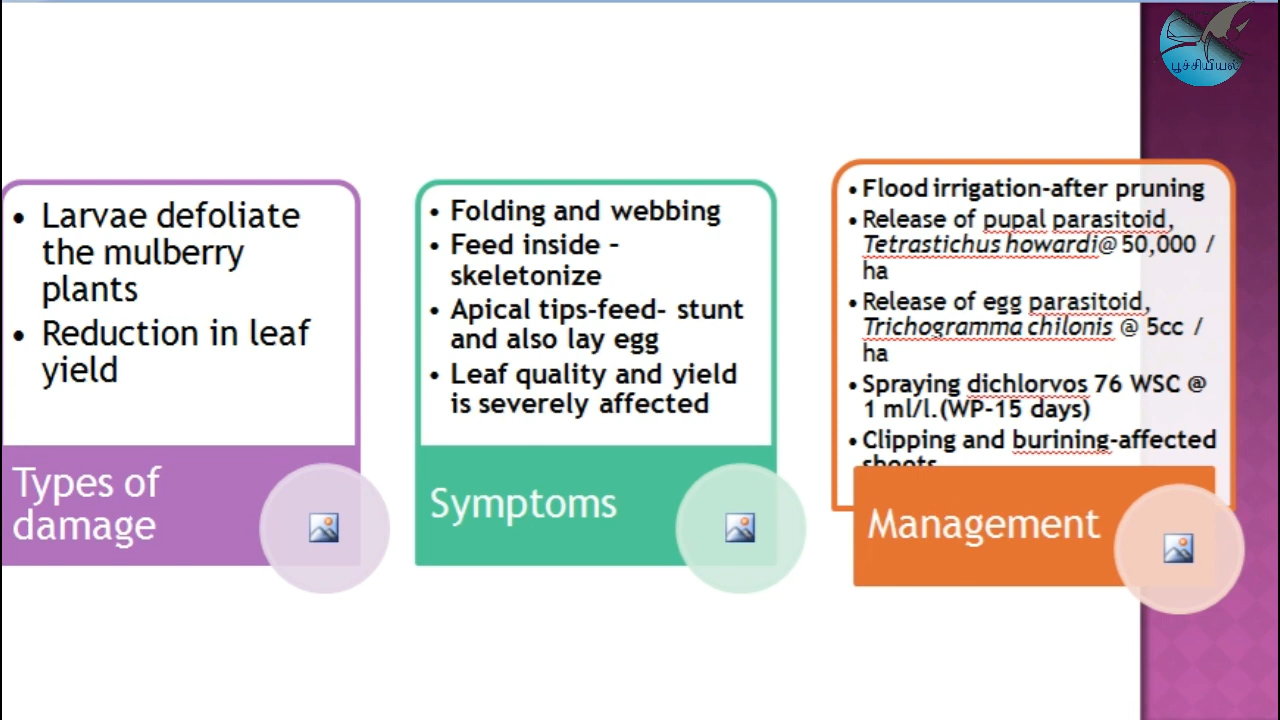 பூச்சியியல்
• Larvae defoliate
the mulberry
plants
• Reduction in leaf
yield
Types of
damage
• Folding and webbing
• Feed inside –
skeletonize
• Apical tips-feed- stunt
and also lay egg
• Leaf quality and yield
is severely affected
Symptoms
• Flood irrigation-after pruning
• Release of pupal parasitoid,
Tetrastichus howardi@ 50,000 /
ha
• Release of egg parasitoid,
Trichogramma chilonis @ 5cc /
ha
• Spraying dichlorvos 76 WSC @
1 ml/l.(WP-15 days)
• Clipping and burining-affected
shoots
Management